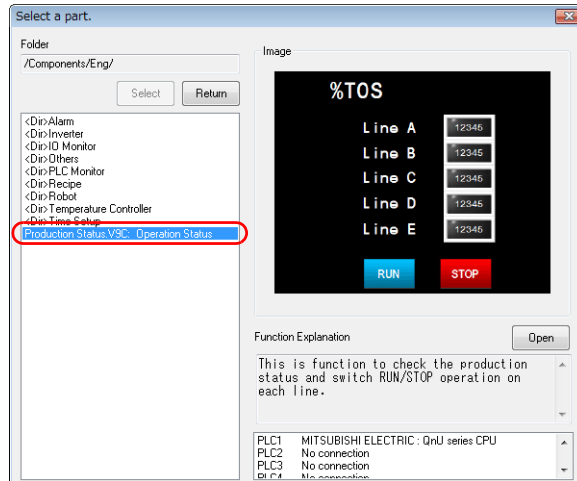 Select a part.
Folder
/Components/Eng/
Select
Return
<Dir>Alarm
<Dir>Inverter
<Dir>IO Monitor
<Dir>Others
<Dir>PLC Monitor
<Dir>Recipe
<Dir>Robot
<Dir>Temperature Controller
<Dir>Time Setup
Production Status.V9C: Operation Status
Image
%TOS
Line A 12345
Line B 12345
Line C 12345
Line D 12345
Line E 12345
RUN STOP
Function Explanation
Open
This is function to check the production
status and switch RUN/STOP operation on
each line.
PLC1 MITSUBISHI ELECTRIC : QnU series CPU
PLC2 No connection
PLC3 No connection
PLC4 No connection